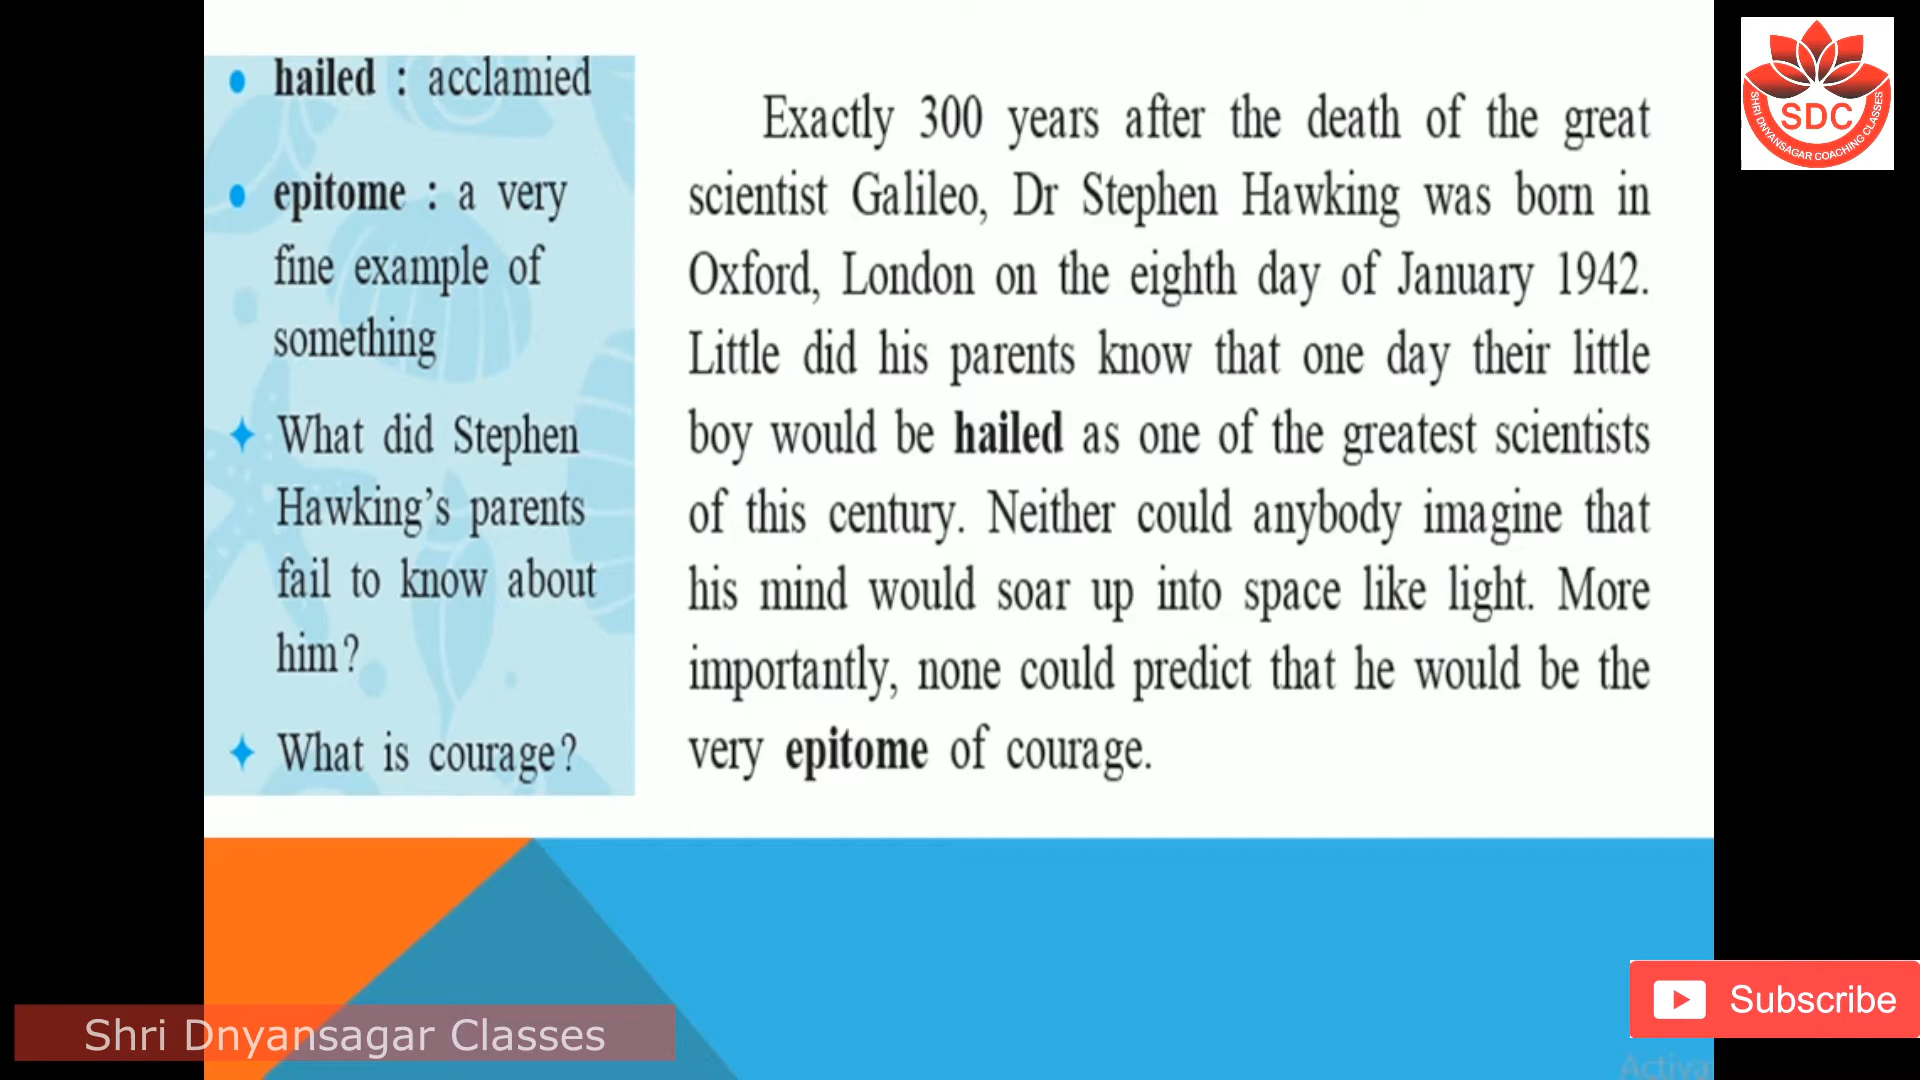 hailed : acclamied
epitome : a very
fine example of
something
What did Stephen
Hawking's parents
fail to know about
him?
What is courage?
Exactly 300 years after the death of the great
scientist Galileo, Dr Stephen Hawking was born in
Oxford, London on the eighth day of January 1942.
Little did his parents know that one day their little
boy would be hailed as one of the greatest scientists
of this century. Neither could anybody imagine that
his mind would soar up into space like light. More
importantly, none could predict that he would be the
very epitome of courage.
SDC
SHRI DNYANSAGAR COACHING CLASSES
Shri Dnyansagar Classes
Subscribe
Activa